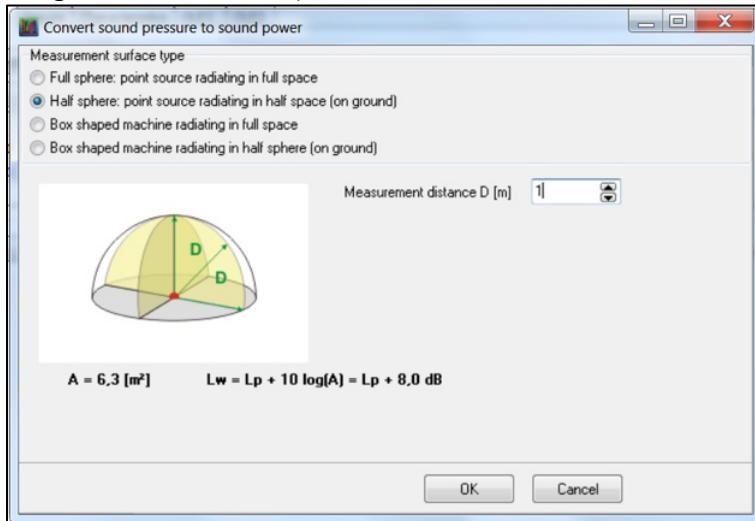 Convert sound pressure to sound power
Measurement surface type
Full sphere: point source radiating in full space
Half sphere: point source radiating in half space (on ground)
Box shaped machine radiating in full space
Box shaped machine radiating in half sphere (on ground)
Measurement distance D [m] 1
D
D
A = 6,3 [m²] Lw = Lp + 10 log(A) = Lp + 8,0 dB
OK Cancel